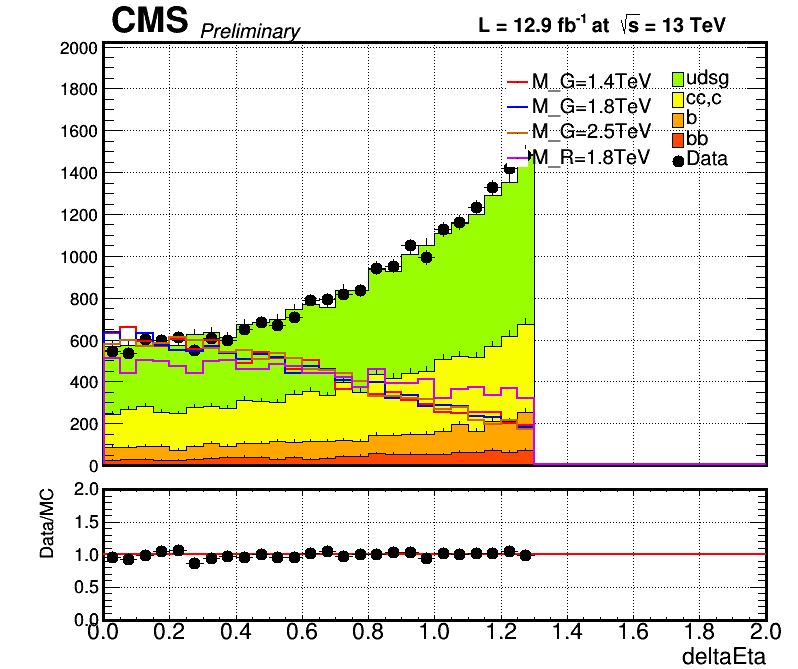 CMS Preliminary L = 12.9 fb⁻¹ at √s = 13 TeV
2000
1800
1600
1400
1200
1000
800
600
400
200
0
M_G=1.4TeV
M_G=1.8TeV
M_G=2.5TeV
M_R=1.8TeV
udsg
cc,c
b
bb
Data
Data/MC
2.0
1.5
1.0
0.5
0.0
0.0 0.2 0.4 0.6 0.8 1.0 1.2 1.4 1.6 1.8 2.0
deltaEta